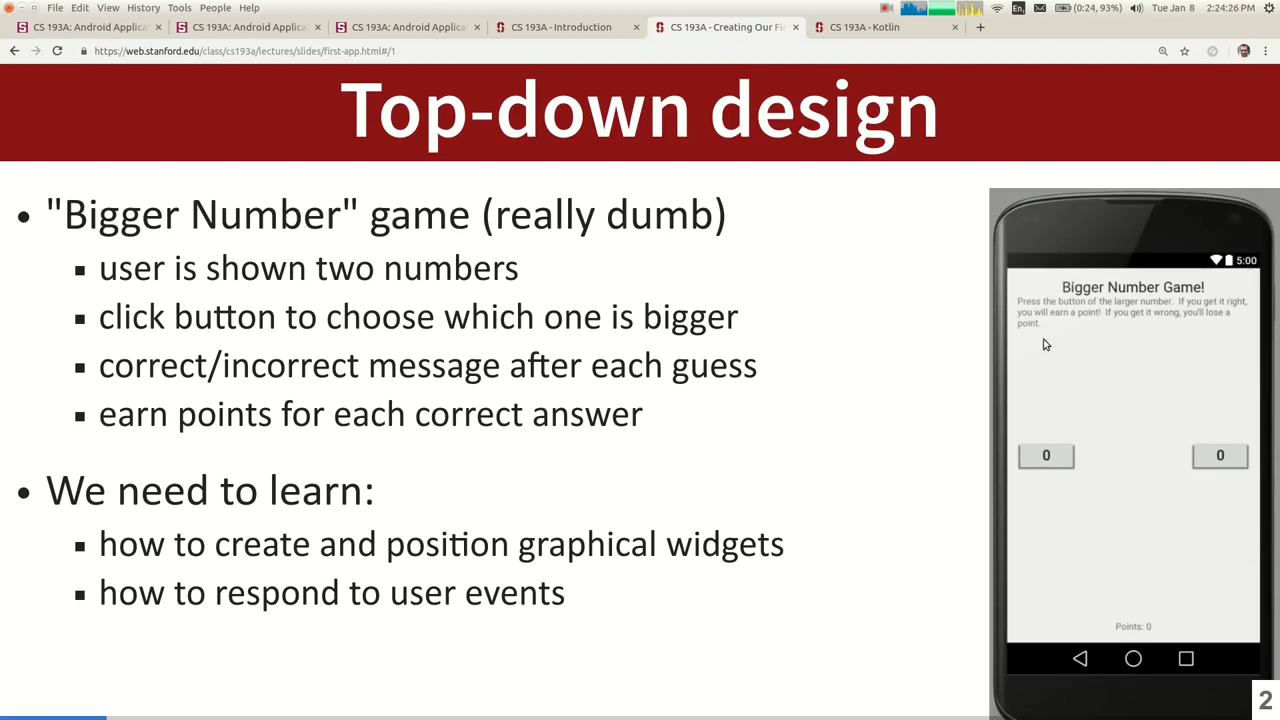 File Edit View History Tools People Help
En (0:24, 93%) Tue Jan 8 2:24:26 PM
CS 193A: Android Applica CS 193A: Android Applica CS 193A: Android Applica CS 193A - Introduction CS 193A - Creating Our Fi CS 193A - Kotlin
https://web.stanford.edu/class/cs193a/lectures/slides/first-app.html#/1
Top-down design
• "Bigger Number" game (really dumb)
▪ user is shown two numbers
▪ click button to choose which one is bigger
▪ correct/incorrect message after each guess
▪ earn points for each correct answer
• We need to learn:
▪ how to create and position graphical widgets
▪ how to respond to user events
5:00
Bigger Number Game!
Press the button of the larger number. If you get it right,
you will earn a point! If you get it wrong, you'll lose a
point.
0 0
Points: 0
2